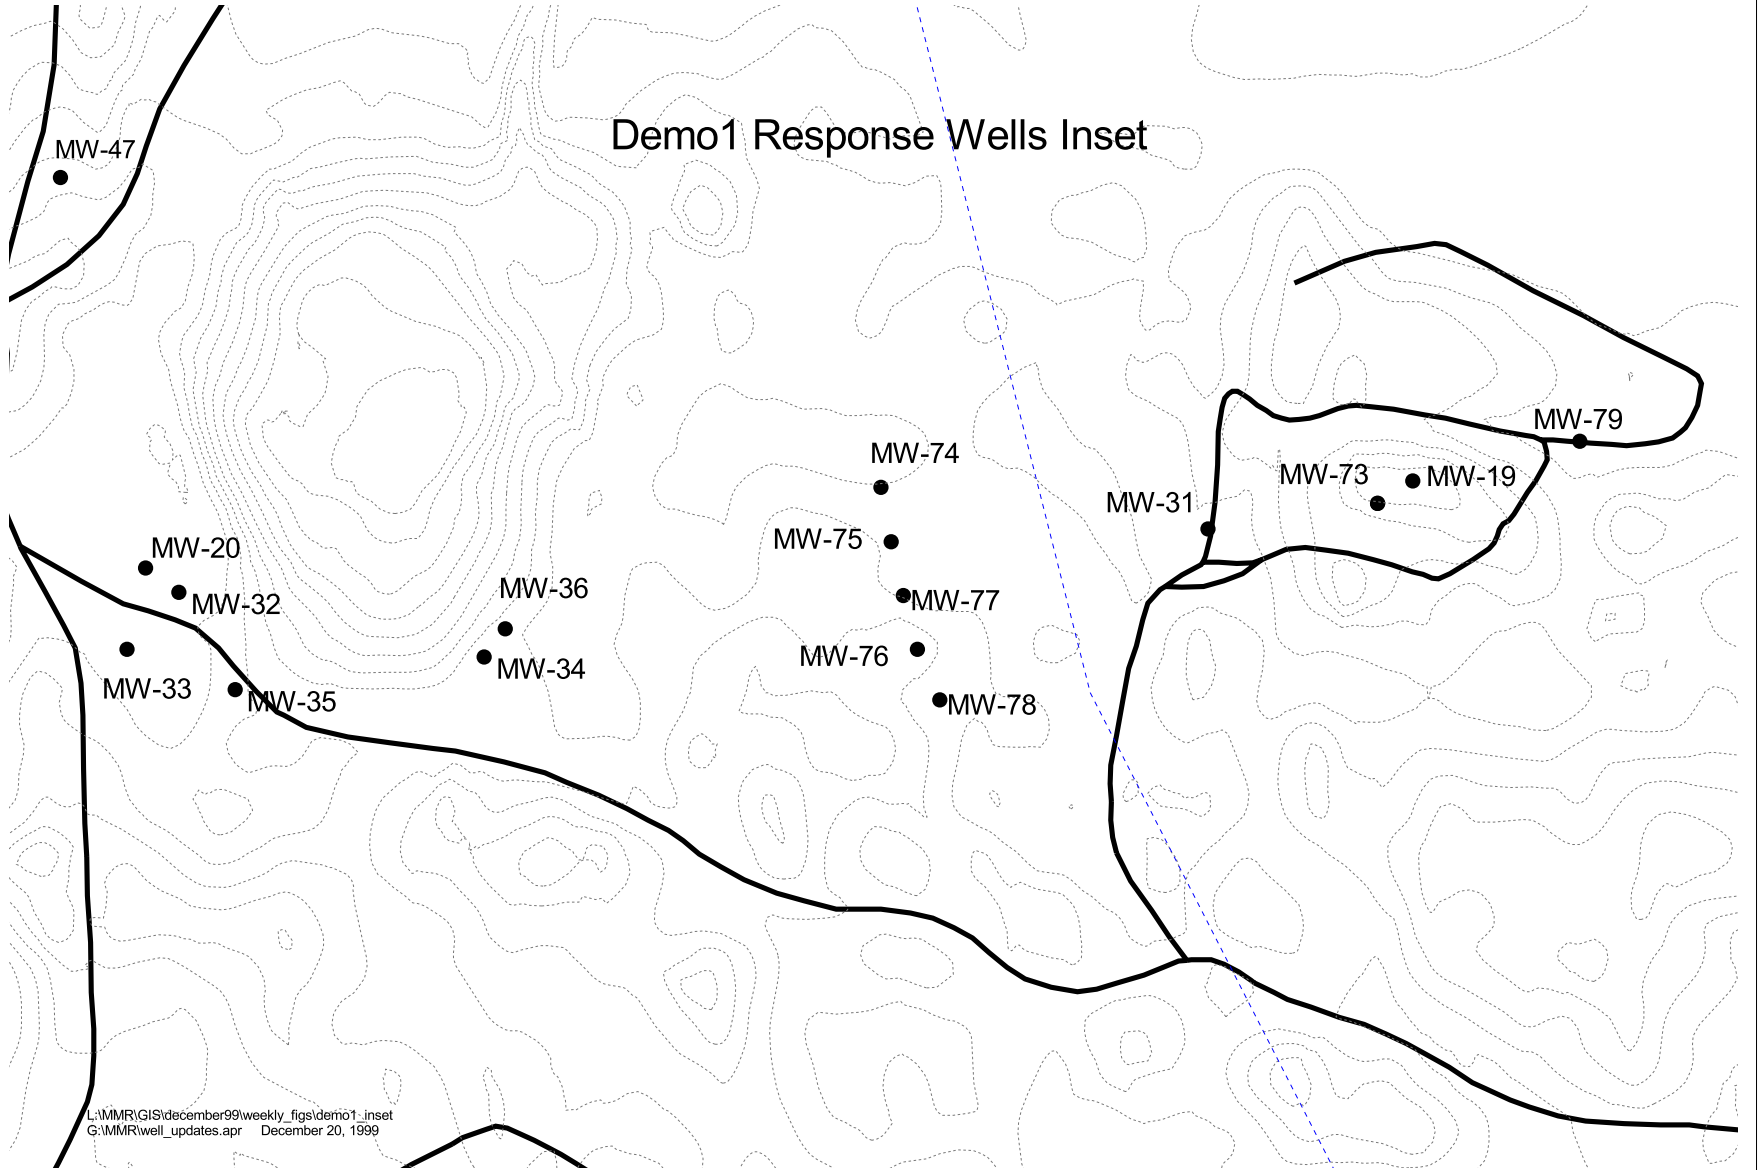 Demo1 Response Wells Inset
MW-47
MW-79
MW-74
MW-73
MW-19
MW-31
MW-75
MW-20
MW-36
MW-77
MW-32
MW-76
MW-34
MW-33
MW-35
MW-78
L:\MMR\GIS\december99\weekly_figs\demo1_inset
G:\MMR\well_updates.apr December 20, 1999